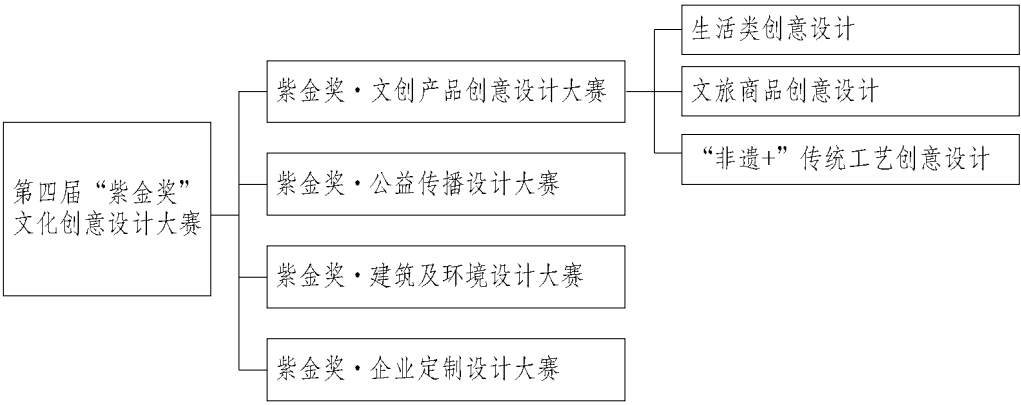 第四届“紫金奖”
文化创意设计大赛
紫金奖·文创产品创意设计大赛
紫金奖·公益传播设计大赛
紫金奖·建筑及环境设计大赛
紫金奖·企业定制设计大赛
生活类创意设计
文旅商品创意设计
“非遗+”传统工艺创意设计